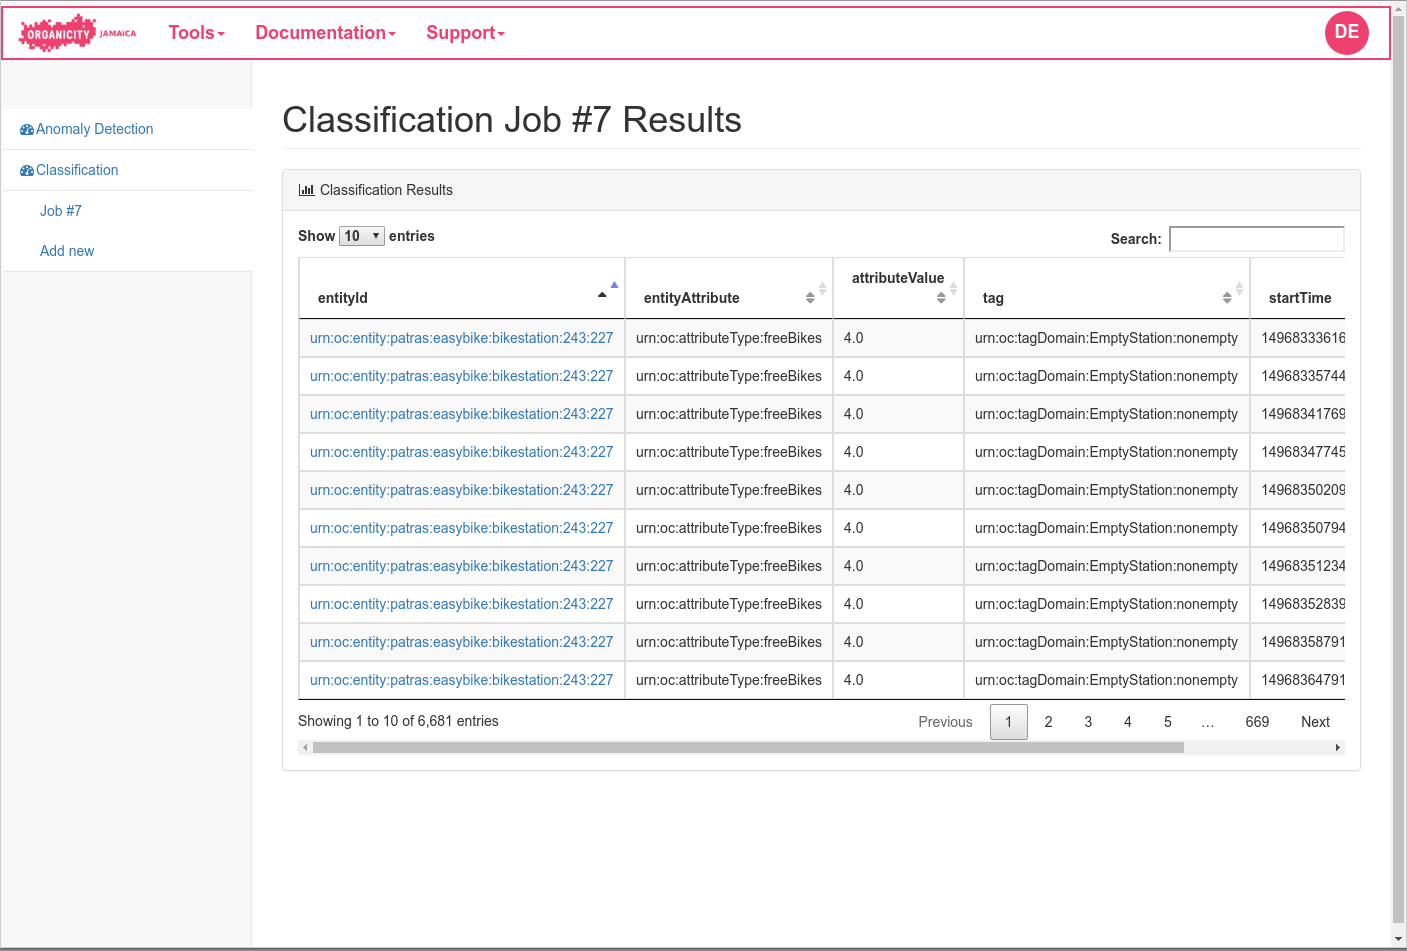 ORGANICITY JAMAiCA Tools Documentation Support DE
Anomaly Detection
Classification
Job #7
Add new
Classification Job #7 Results
Classification Results
Show 10 entries Search:
entityId entityAttribute attributeValue tag startTime
urn:oc:entity:patras:easybike:bikestation:243:227 urn:oc:attributeType:freeBikes 4.0 urn:oc:tagDomain:EmptyStation:nonempty 14968333616
urn:oc:entity:patras:easybike:bikestation:243:227 urn:oc:attributeType:freeBikes 4.0 urn:oc:tagDomain:EmptyStation:nonempty 14968335744
urn:oc:entity:patras:easybike:bikestation:243:227 urn:oc:attributeType:freeBikes 4.0 urn:oc:tagDomain:EmptyStation:nonempty 14968341769
urn:oc:entity:patras:easybike:bikestation:243:227 urn:oc:attributeType:freeBikes 4.0 urn:oc:tagDomain:EmptyStation:nonempty 14968347745
urn:oc:entity:patras:easybike:bikestation:243:227 urn:oc:attributeType:freeBikes 4.0 urn:oc:tagDomain:EmptyStation:nonempty 14968350209
urn:oc:entity:patras:easybike:bikestation:243:227 urn:oc:attributeType:freeBikes 4.0 urn:oc:tagDomain:EmptyStation:nonempty 14968350794
urn:oc:entity:patras:easybike:bikestation:243:227 urn:oc:attributeType:freeBikes 4.0 urn:oc:tagDomain:EmptyStation:nonempty 14968351234
urn:oc:entity:patras:easybike:bikestation:243:227 urn:oc:attributeType:freeBikes 4.0 urn:oc:tagDomain:EmptyStation:nonempty 14968352839
urn:oc:entity:patras:easybike:bikestation:243:227 urn:oc:attributeType:freeBikes 4.0 urn:oc:tagDomain:EmptyStation:nonempty 14968358791
urn:oc:entity:patras:easybike:bikestation:243:227 urn:oc:attributeType:freeBikes 4.0 urn:oc:tagDomain:EmptyStation:nonempty 14968364791
Showing 1 to 10 of 6,681 entries Previous 1 2 3 4 5 … 669 Next